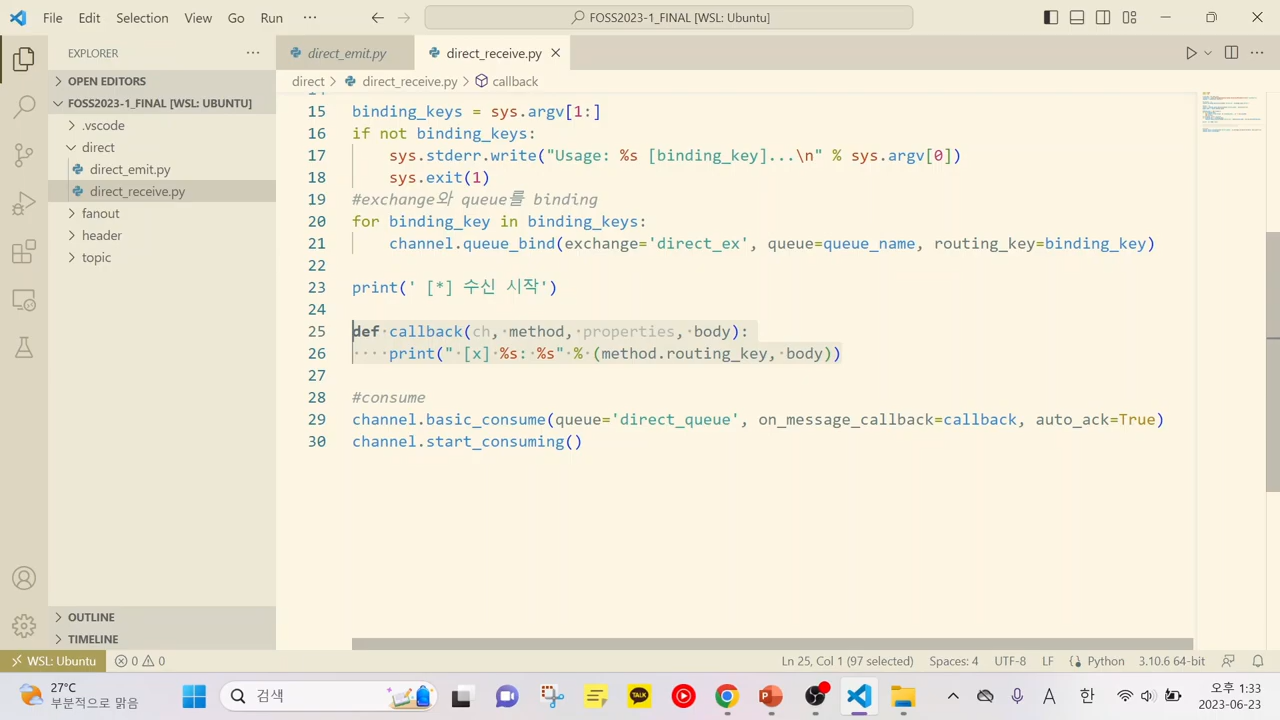 File Edit Selection View Go Run ··· FOSS2023-1_FINAL [WSL: Ubuntu]
EXPLORER ···
direct_emit.py direct_receive.py
direct > direct_receive.py > callback
OPEN EDITORS
FOSS2023-1_FINAL [WSL: UBUNTU]
.vscode
direct
direct_emit.py
direct_receive.py
fanout
header
topic
OUTLINE
TIMELINE
15 binding_keys = sys.argv[1:]
16 if not binding_keys:
17 sys.stderr.write("Usage: %s [binding_key]...\n" % sys.argv[0])
18 sys.exit(1)
19 #exchange와 queue를 binding
20 for binding_key in binding_keys:
21 channel.queue_bind(exchange='direct_ex', queue=queue_name, routing_key=binding_key)
22
23 print(' [*] 수신 시작')
24
25 def callback(ch, method, properties, body):
26 print(" [x] %s: %s" % (method.routing_key, body))
27
28 #consume
29 channel.basic_consume(queue='direct_queue', on_message_callback=callback, auto_ack=True)
30 channel.start_consuming()
WSL: Ubuntu 0 0 Ln 25, Col 1 (97 selected) Spaces: 4 UTF-8 LF Python 3.10.6 64-bit
27°C
부분적으로 맑음
검색
TALK
A 한
오후 1:33
2023-06-23